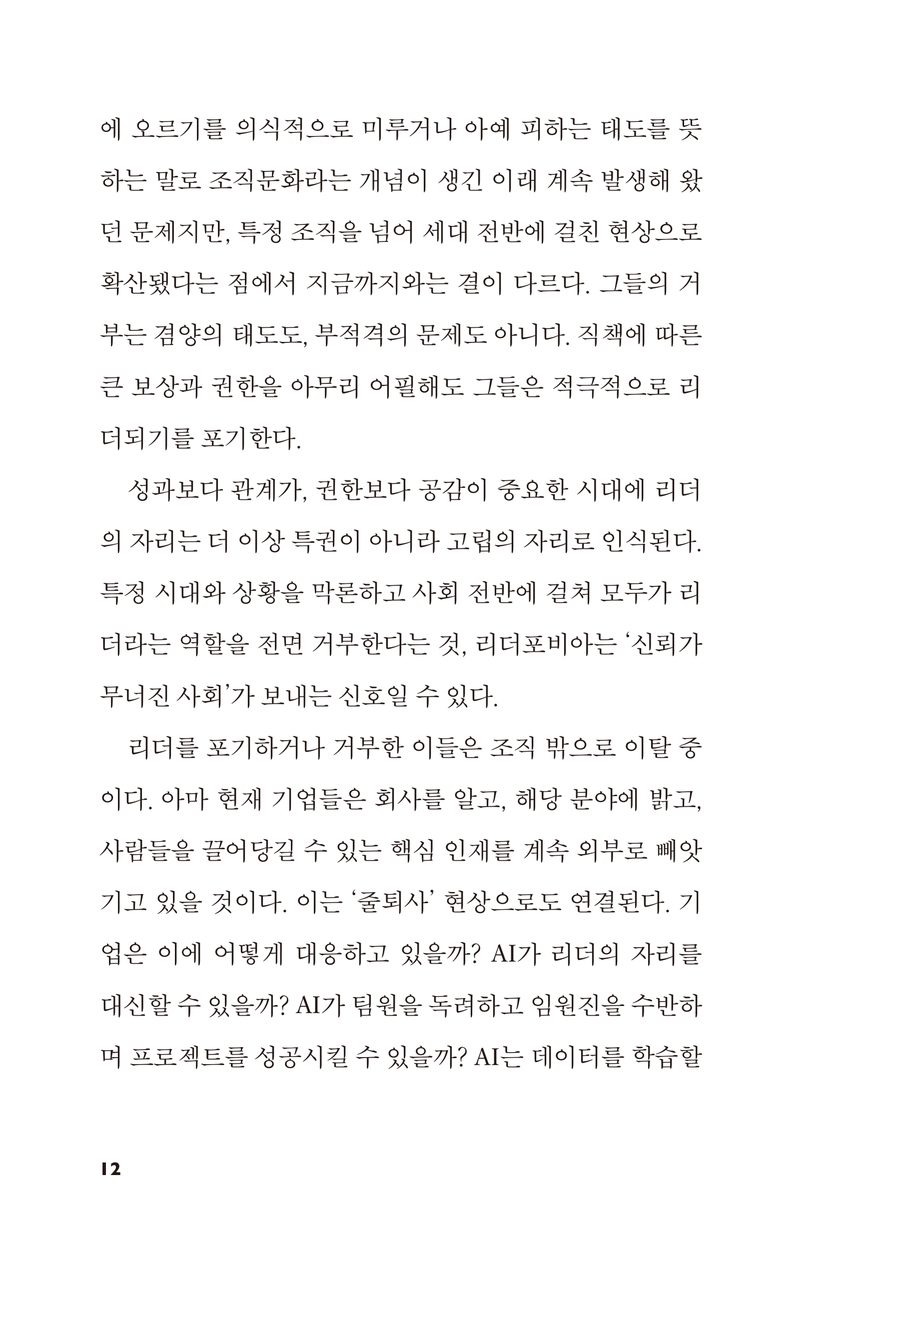 에 오르기를 의식적으로 미루거나 아예 피하는 태도를 뜻
하는 말로 조직문화라는 개념이 생긴 이래 계속 발생해 왔
던 문제지만, 특정 조직을 넘어 세대 전반에 걸친 현상으로
확산됐다는 점에서 지금까지와는 결이 다르다. 그들의 거
부는 겸양의 태도도, 부적격의 문제도 아니다. 직책에 따른
큰 보상과 권한을 아무리 어필해도 그들은 적극적으로 리
더되기를 포기한다.
성과보다 관계가, 권한보다 공감이 중요한 시대에 리더
의 자리는 더 이상 특권이 아니라 고립의 자리로 인식된다.
특정 시대와 상황을 막론하고 사회 전반에 걸쳐 모두가 리
더라는 역할을 전면 거부한다는 것, 리더포비아는 ‘신뢰가
무너진 사회’가 보내는 신호일 수 있다.
리더를 포기하거나 거부한 이들은 조직 밖으로 이탈 중
이다. 아마 현재 기업들은 회사를 알고, 해당 분야에 밝고,
사람들을 끌어당길 수 있는 핵심 인재를 계속 외부로 빼앗
기고 있을 것이다. 이는 ‘줄퇴사’ 현상으로도 연결된다. 기
업은 이에 어떻게 대응하고 있을까? AI가 리더의 자리를
대신할 수 있을까? AI가 팀원을 독려하고 임원진을 수반하
며 프로젝트를 성공시킬 수 있을까? AI는 데이터를 학습할
12